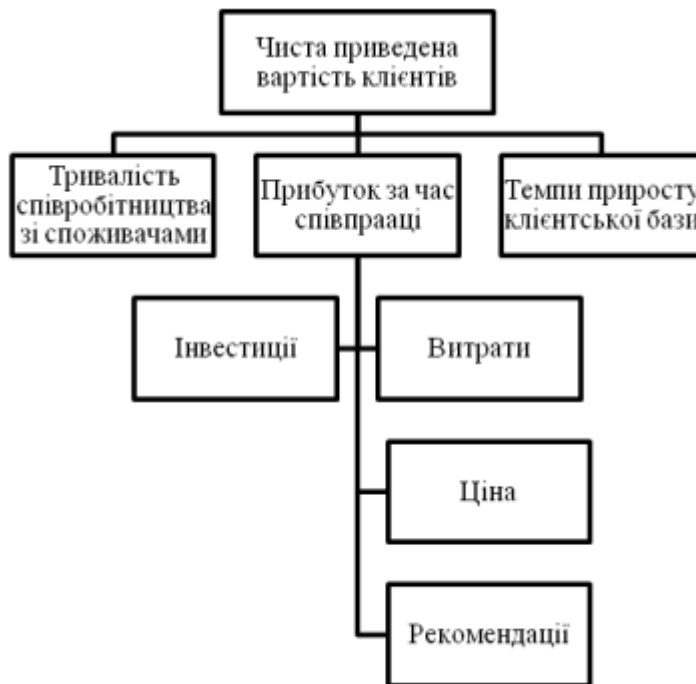 Чиста приведена
вартість клієнтів
Тривалість
співробітництва
зі споживачами
Прибуток за час
співпрааці
Темпи приросту
клієнтської бази
Інвестиції
Витрати
Ціна
Рекомендації